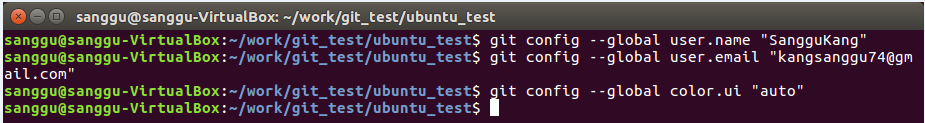 sanggu@sanggu-VirtualBox: ~/work/git_test/ubuntu_test
sanggu@sanggu-VirtualBox:~/work/git_test/ubuntu_test$ git config --global user.name "SangguKang"
sanggu@sanggu-VirtualBox:~/work/git_test/ubuntu_test$ git config --global user.email "kangsanggu74@gm
ail.com"
sanggu@sanggu-VirtualBox:~/work/git_test/ubuntu_test$ git config --global color.ui "auto"
sanggu@sanggu-VirtualBox:~/work/git_test/ubuntu_test$